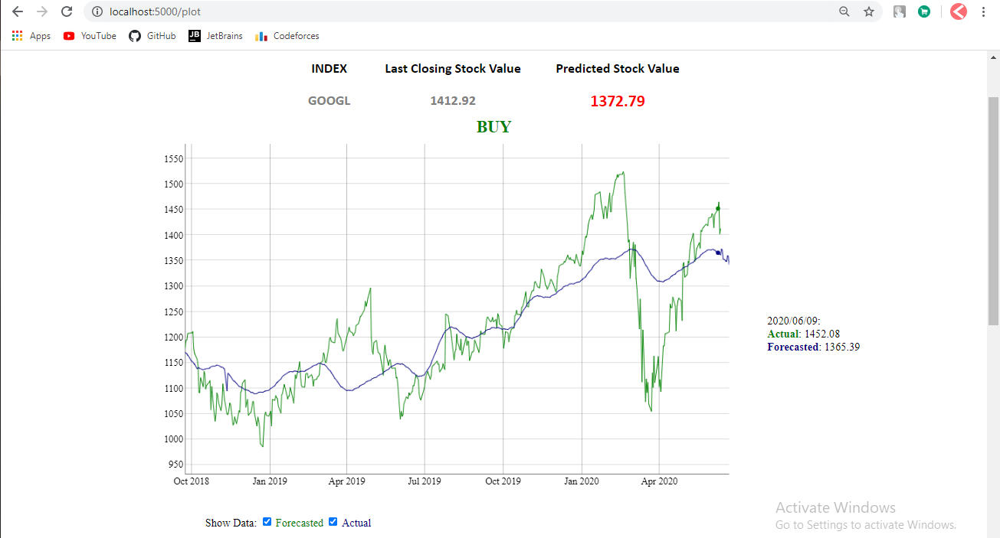 localhost:5000/plot
Apps YouTube GitHub JB JetBrains Codeforces
INDEX Last Closing Stock Value Predicted Stock Value
GOOGL 1412.92 1372.79
BUY
1550
1500
1450
1400
1350
1300
1250
1200
1150
1100
1050
1000
950
Oct 2018 Jan 2019 Apr 2019 Jul 2019 Oct 2019 Jan 2020 Apr 2020
2020/06/09:
Actual: 1452.08
Forecasted: 1365.39
Show Data: Forecasted Actual
Activate Windows
Go to Settings to activate Windows.